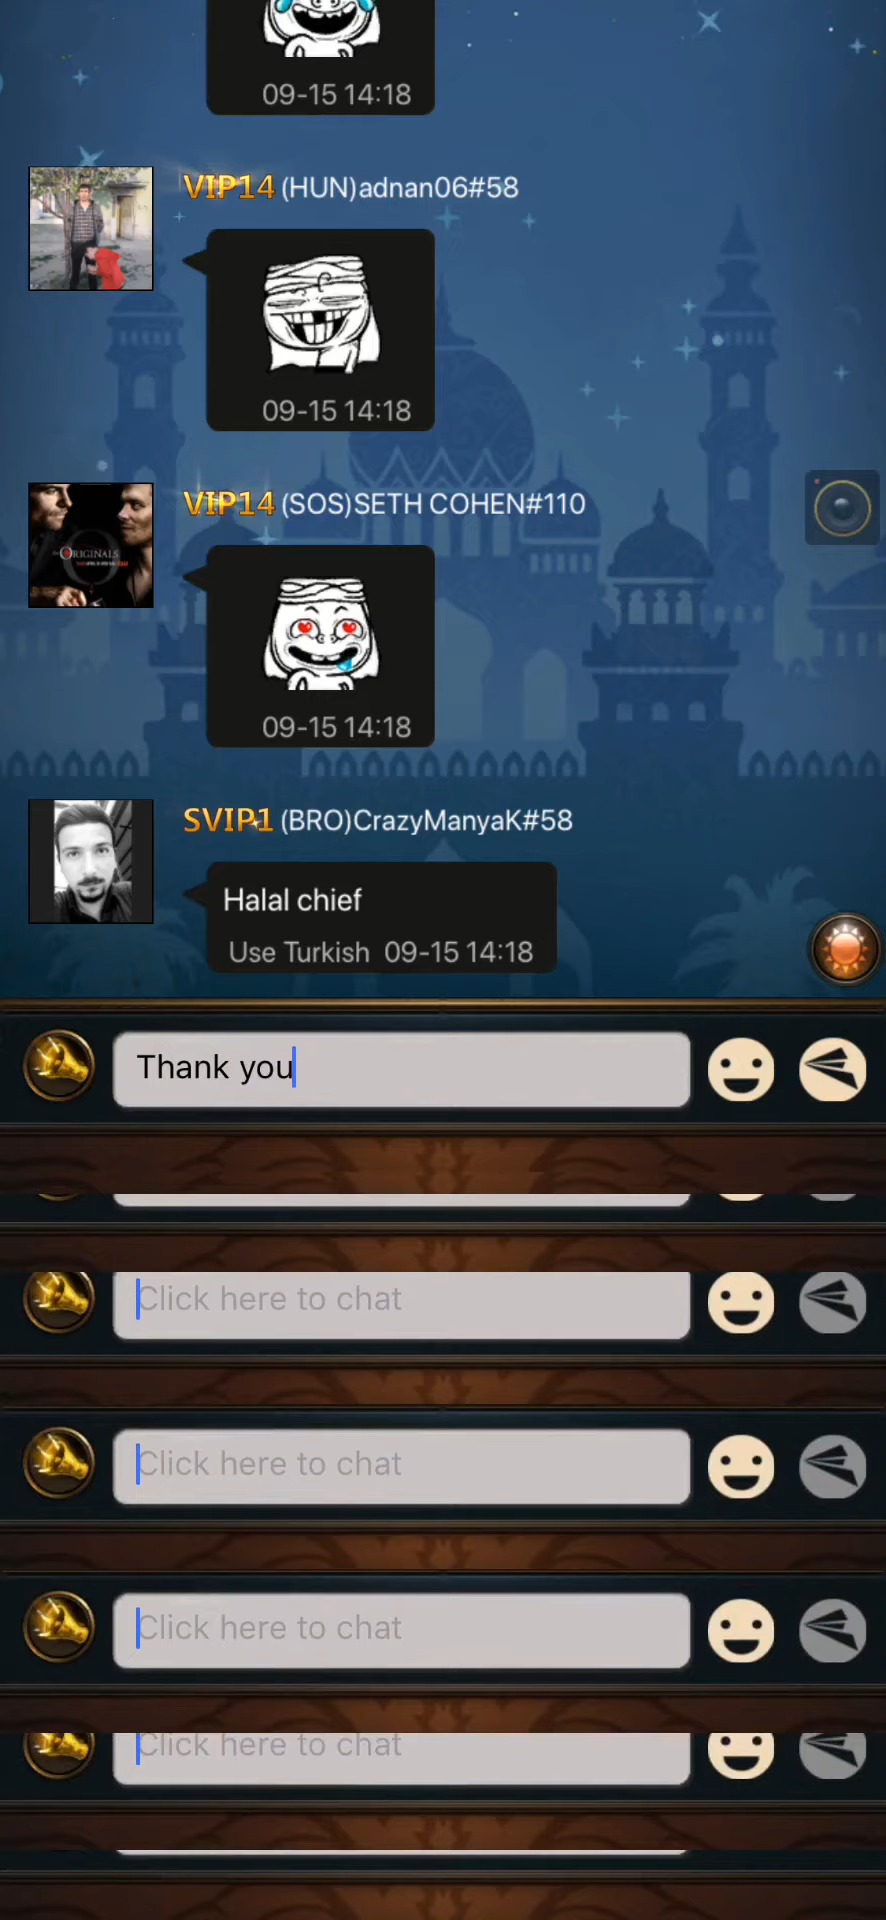 09-15 14:18
VIP14 (HUN)adnan06#58
09-15 14:18
VIP14 (SOS)SETH COHEN#110
ORIGINALS
09-15 14:18
SVIP1 (BRO)CrazyManyaK#58
Halal chief
Use Turkish 09-15 14:18
Thank you
Click here to chat
Click here to chat
Click here to chat
Click here to chat